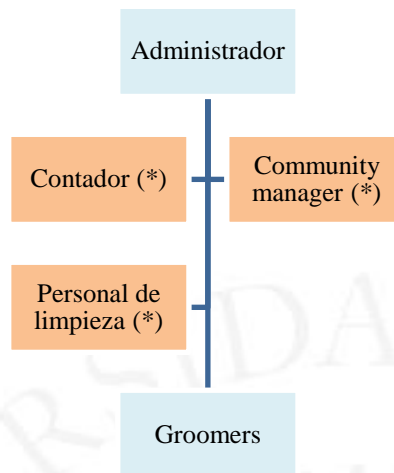 Administrador
Contador (*)
Community
manager (*)
Personal de
limpieza (*)
Groomers